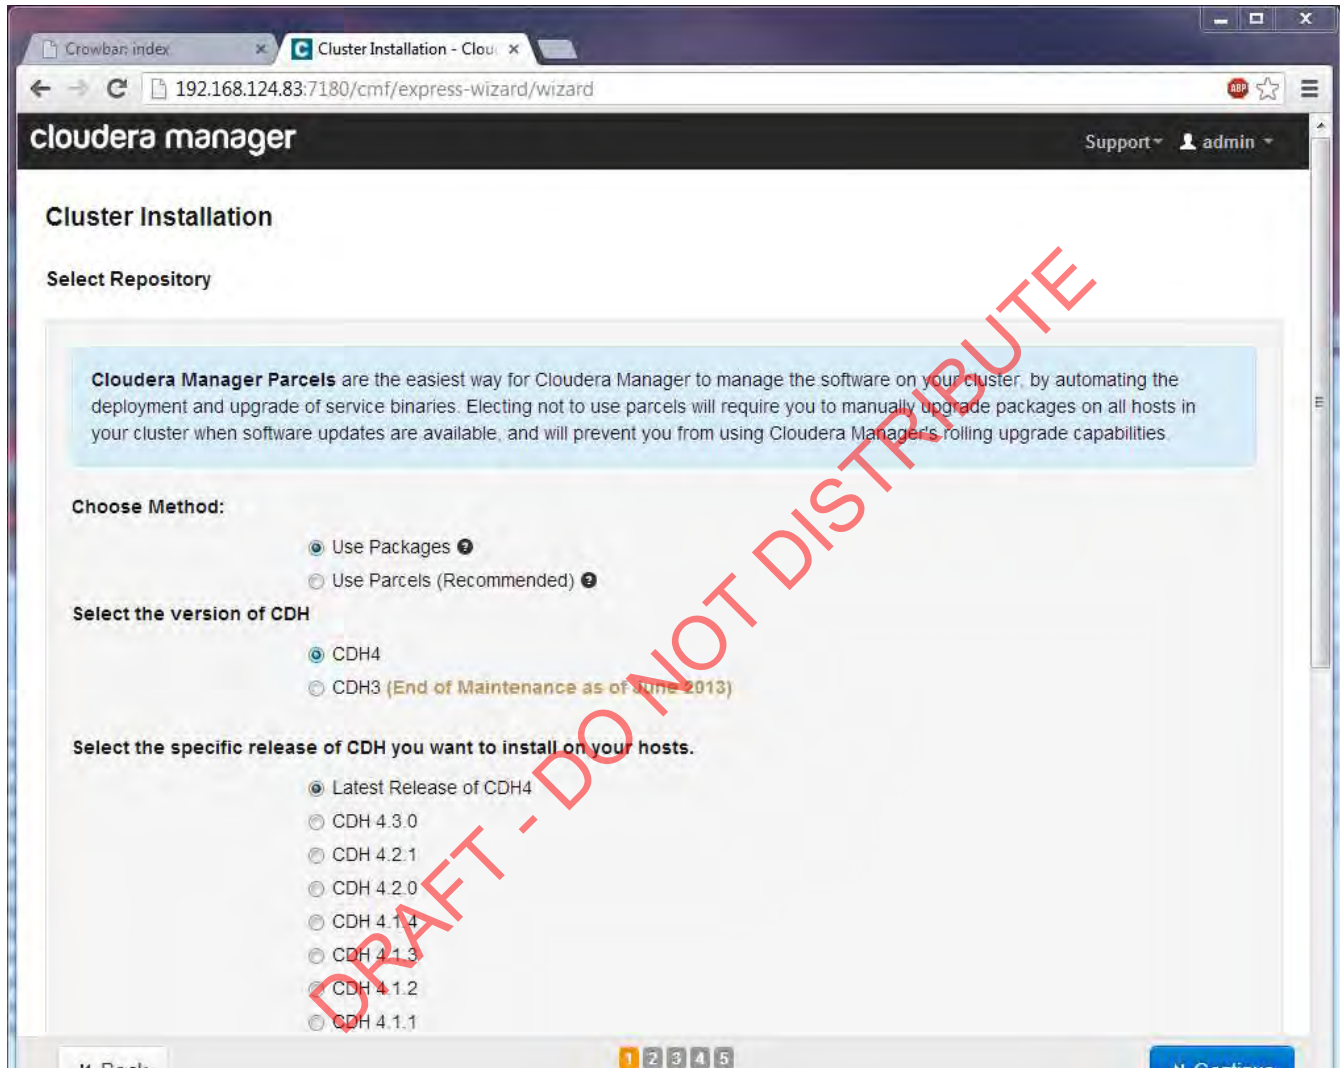 Crowbar: index
Cluster Installation - Clou
192.168.124.83:7180/cmf/express-wizard/wizard
ABP
cloudera manager
Support
admin
Cluster Installation
Select Repository
Cloudera Manager Parcels are the easiest way for Cloudera Manager to manage the software on your cluster, by automating the
deployment and upgrade of service binaries. Electing not to use parcels will require you to manually upgrade packages on all hosts in
your cluster when software updates are available, and will prevent you from using Cloudera Manager's rolling upgrade capabilities.
Choose Method:
Use Packages ?
Use Parcels (Recommended) ?
Select the version of CDH
CDH4
CDH3 (End of Maintenance as of June 2013)
Select the specific release of CDH you want to install on your hosts.
Latest Release of CDH4
CDH 4.3.0
CDH 4.2.1
CDH 4.2.0
CDH 4.1.4
CDH 4.1.3
CDH 4.1.2
CDH 4.1.1
Back
1 2 3 4 5
Continue
DRAFT - DO NOT DISTRIBUTE